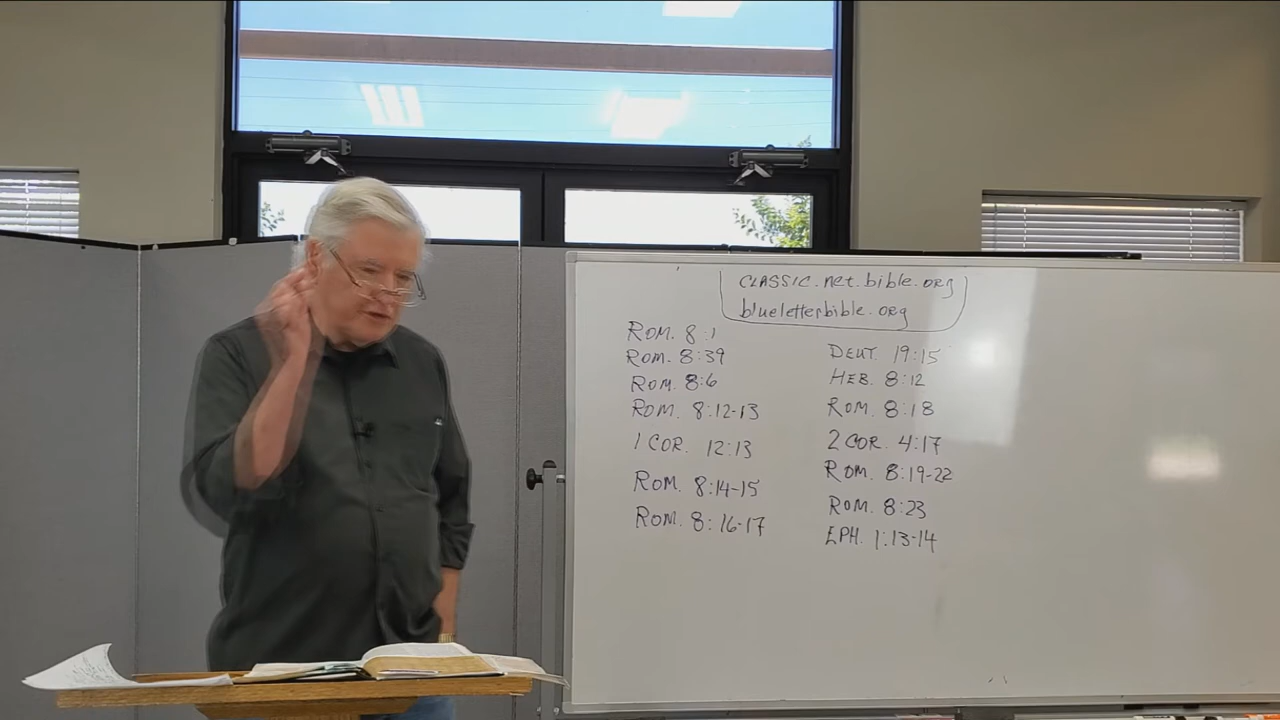 CLASSIC.net.bible.ORG
blueletterbible.ORG
ROM. 8:1
ROM. 8:39
ROM. 8:6
ROM. 8:12-13
1 COR. 12:13
ROM. 8:14-15
ROM. 8:16-17
DEUT. 19:15
HEB. 8:12
ROM. 8:18
2 COR. 4:17
ROM. 8:19-22
ROM. 8:23
EPH. 1:13-14